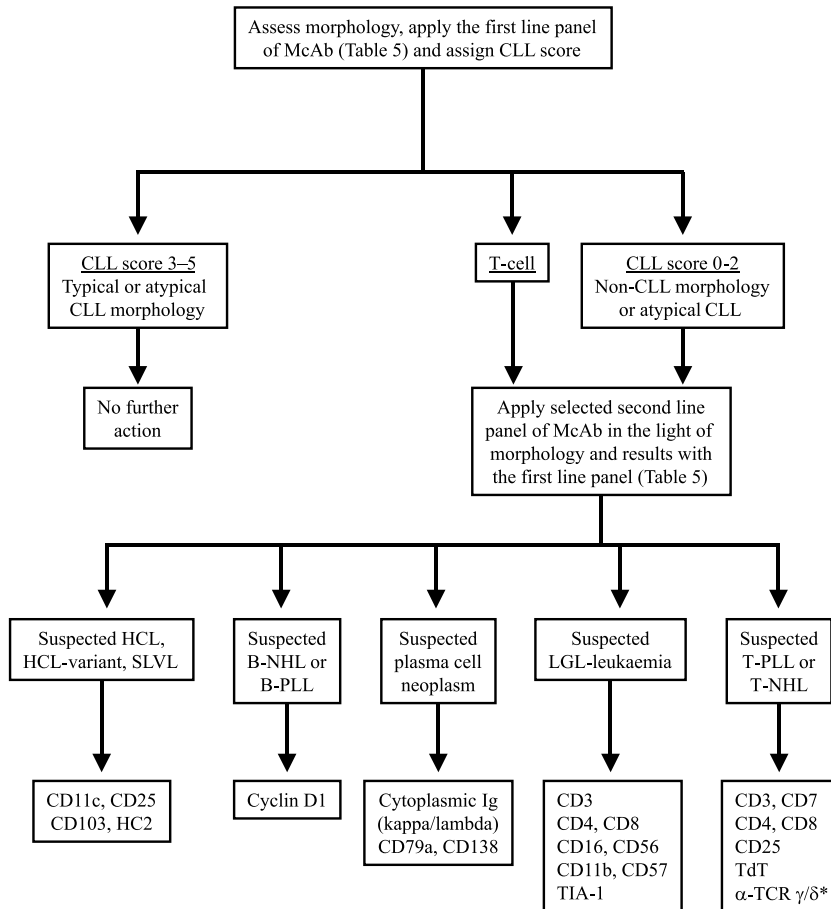 Assess morphology, apply the first line panel
of McAb (Table 5) and assign CLL score
CLL score 3–5
Typical or atypical
CLL morphology
T-cell
CLL score 0-2
Non-CLL morphology
or atypical CLL
No further
action
Apply selected second line
panel of McAb in the light of
morphology and results with
the first line panel (Table 5)
Suspected HCL,
HCL-variant, SLVL
Suspected
B-NHL or
B-PLL
Suspected
plasma cell
neoplasm
Suspected
LGL-leukaemia
Suspected
T-PLL or
T-NHL
CD11c, CD25
CD103, HC2
Cyclin D1
Cytoplasmic Ig
(kappa/lambda)
CD79a, CD138
CD3
CD4, CD8
CD16, CD56
CD11b, CD57
TIA-1
CD3, CD7
CD4, CD8
CD25
TdT
α-TCR γ/δ*